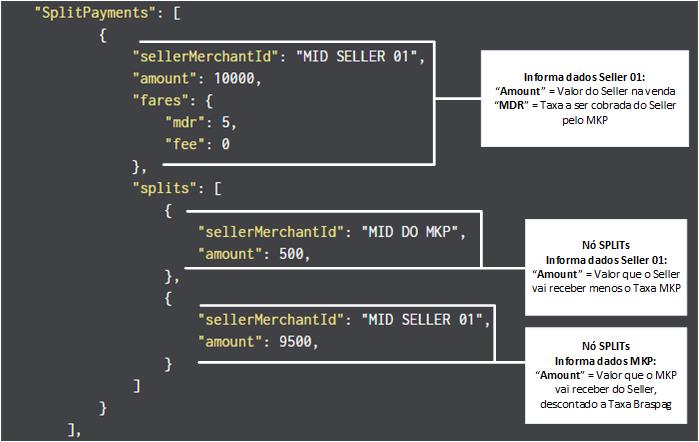 "SplitPayments": [
{
"sellerMerchantId": "MID SELLER 01",
"amount": 10000,
"fares": {
"mdr": 5,
"fee": 0
},
"splits": [
{
"sellerMerchantId": "MID DO MKP",
"amount": 500,
},
{
"sellerMerchantId": "MID SELLER 01",
"amount": 9500,
}
]
}
],
Informa dados Seller 01:
“Amount” = Valor do Seller na venda
“MDR” = Taxa a ser cobrada do Seller
pelo MKP
Nó SPLITs
Informa dados Seller 01:
“Amount” = Valor que o Seller
vai receber menos o Taxa MKP
Nó SPLITs
Informa dados MKP:
“Amount” = Valor que o MKP
vai receber do Seller,
descontado a Taxa Braspag